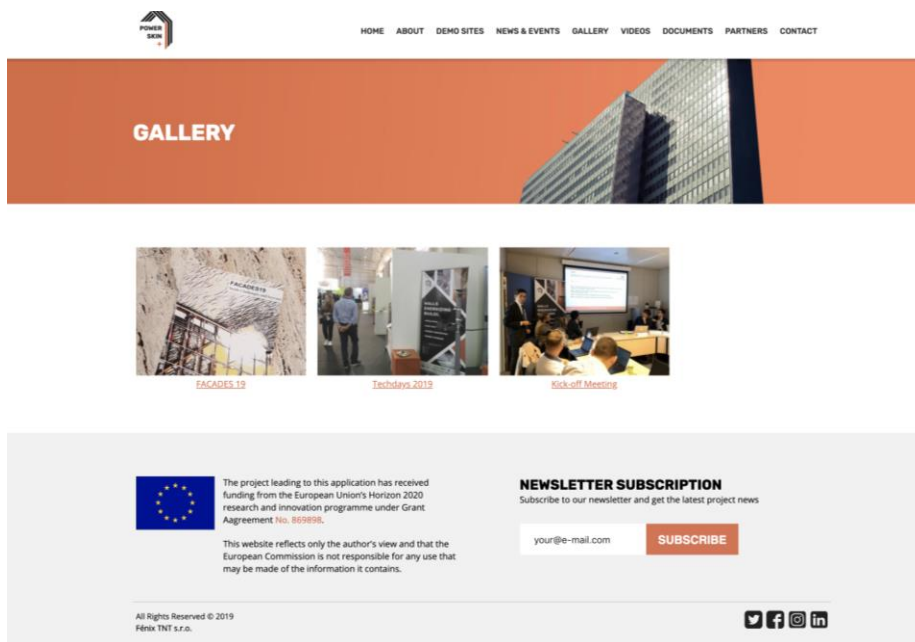 POWER
SKIN
+
HOME ABOUT DEMO SITES NEWS & EVENTS GALLERY VIDEOS DOCUMENTS PARTNERS CONTACT
GALLERY
FACADES19
FACADES 19
Techdays 2019
Kick-off Meeting
The project leading to this application has received
funding from the European Union's Horizon 2020
research and innovation programme under Grant
Aagreement No. 869898.
This website reflects only the author's view and that the
European Commission is not responsible for any use that
may be made of the information it contains.
NEWSLETTER SUBSCRIPTION
Subscribe to our newsletter and get the latest project news
your@e-mail.com SUBSCRIBE
All Rights Reserved © 2019
Fénix TNT s.r.o.